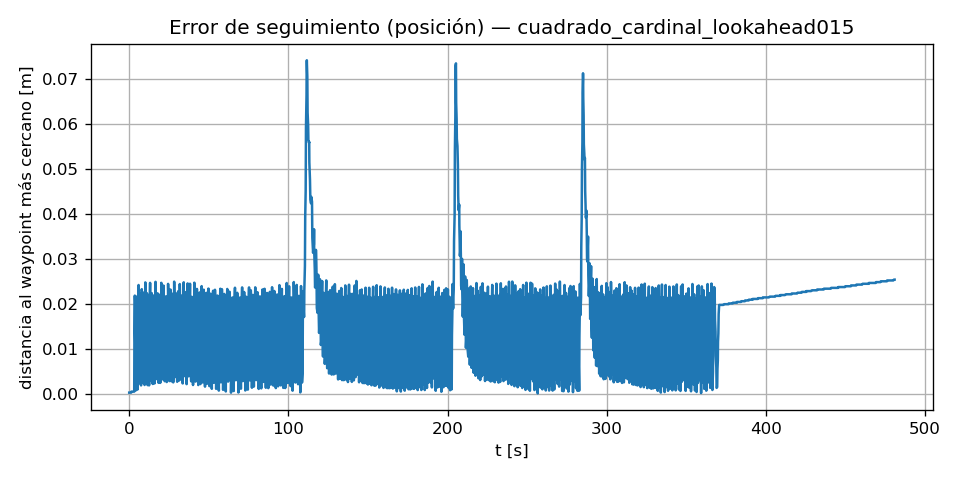 Error de seguimiento (posición) — cuadrado_cardinal_lookahead015
distancia al waypoint más cercano [m]
0.07
0.06
0.05
0.04
0.03
0.02
0.01
0.00
0 100 200 300 400 500
t [s]